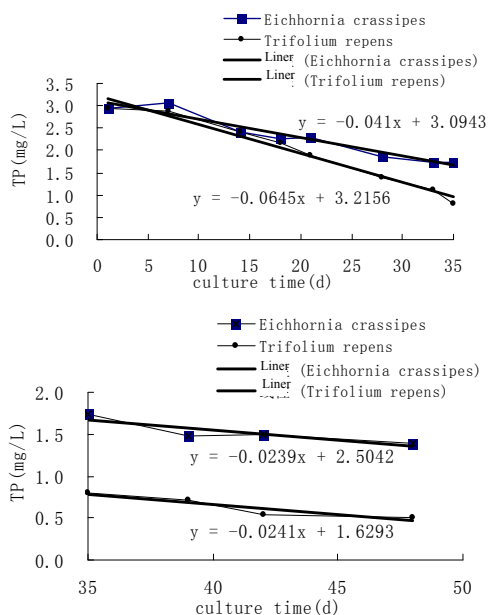 Eichhornia crassipes
Trifolium repens
Liner (Eichhornia crassipes)
Liner (Trifolium repens)
3.5
3.0
2.5
2.0
1.5
1.0
0.5
0.0
TP(mg/L)
y = -0.041x + 3.0943
y = -0.0645x + 3.2156
0 5 10 15 20 25 30 35
culture time(d)
Eichhornia crassipes
Trifolium repens
Liner (Eichhornia crassipes)
Liner (Trifolium repens)
2.0
1.5
1.0
0.5
0.0
TP(mg/L)
y = -0.0239x + 2.5042
y = -0.0241x + 1.6293
35 40 45 50
culture time(d)